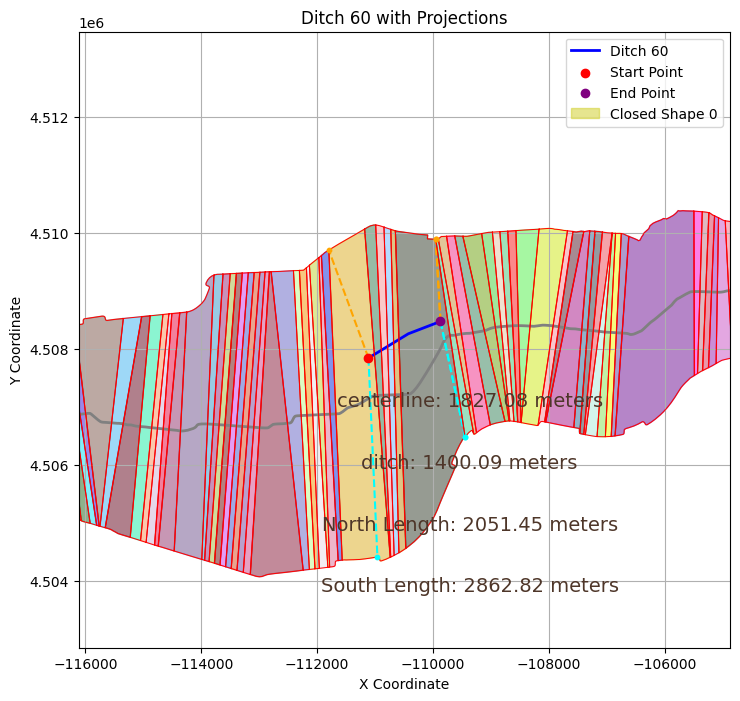 Ditch 60 with Projections
1e6
Ditch 60
Start Point
End Point
Closed Shape 0
4.512
4.510
4.508
4.506
4.504
Y Coordinate
centerline: 1827.08 meters
ditch: 1400.09 meters
North Length: 2051.45 meters
South Length: 2862.82 meters
−116000 −114000 −112000 −110000 −108000 −106000
X Coordinate